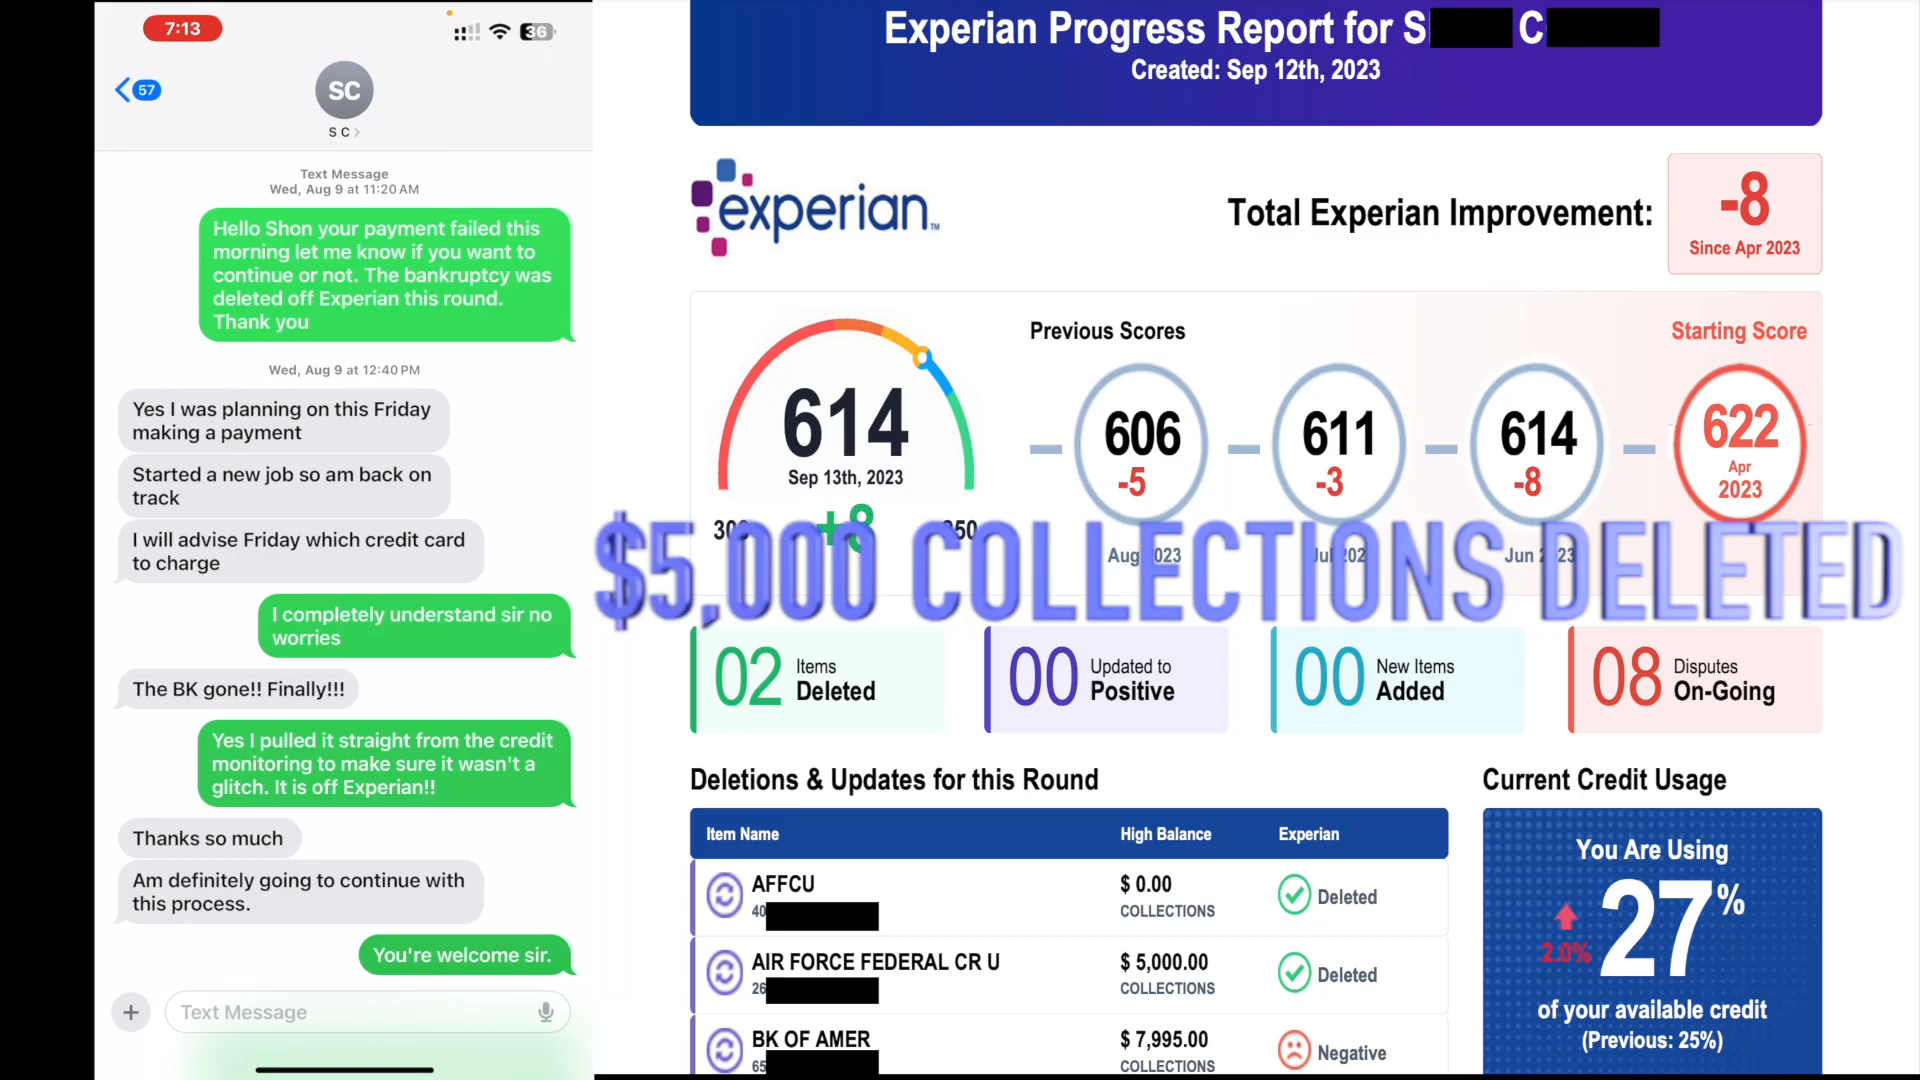 7:13
36
57
SC
S C
Text Message
Wed, Aug 9 at 11:20 AM
Hello Shon your payment failed this
morning let me know if you want to
continue or not. The bankruptcy was
deleted off Experian this round.
Thank you
Wed, Aug 9 at 12:40 PM
Yes I was planning on this Friday
making a payment
Started a new job so am back on
track
I will advise Friday which credit card
to charge
I completely understand sir no
worries
The BK gone!! Finally!!!
Yes I pulled it straight from the credit
monitoring to make sure it wasn't a
glitch. It is off Experian!!
Thanks so much
Am definitely going to continue with
this process.
You're welcome sir.
Text Message
Experian Progress Report for S C
Created: Sep 12th, 2023
experian™
Total Experian Improvement:
-8
Since Apr 2023
Previous Scores
Starting Score
614
Sep 13th, 2023
+8
606
-5
611
-3
614
-8
622
Apr
2023
$5,000 COLLECTIONS DELETED
02 Items
Deleted
00 Updated to
Positive
00 New Items
Added
08 Disputes
On-Going
Deletions & Updates for this Round
Item Name High Balance Experian
AFFCU $ 0.00 Deleted
40 COLLECTIONS
AIR FORCE FEDERAL CR U $ 5,000.00 Deleted
26 COLLECTIONS
BK OF AMER $ 7,995.00 Negative
65 COLLECTIONS
Current Credit Usage
You Are Using
2.0% 27%
of your available credit
(Previous: 25%)